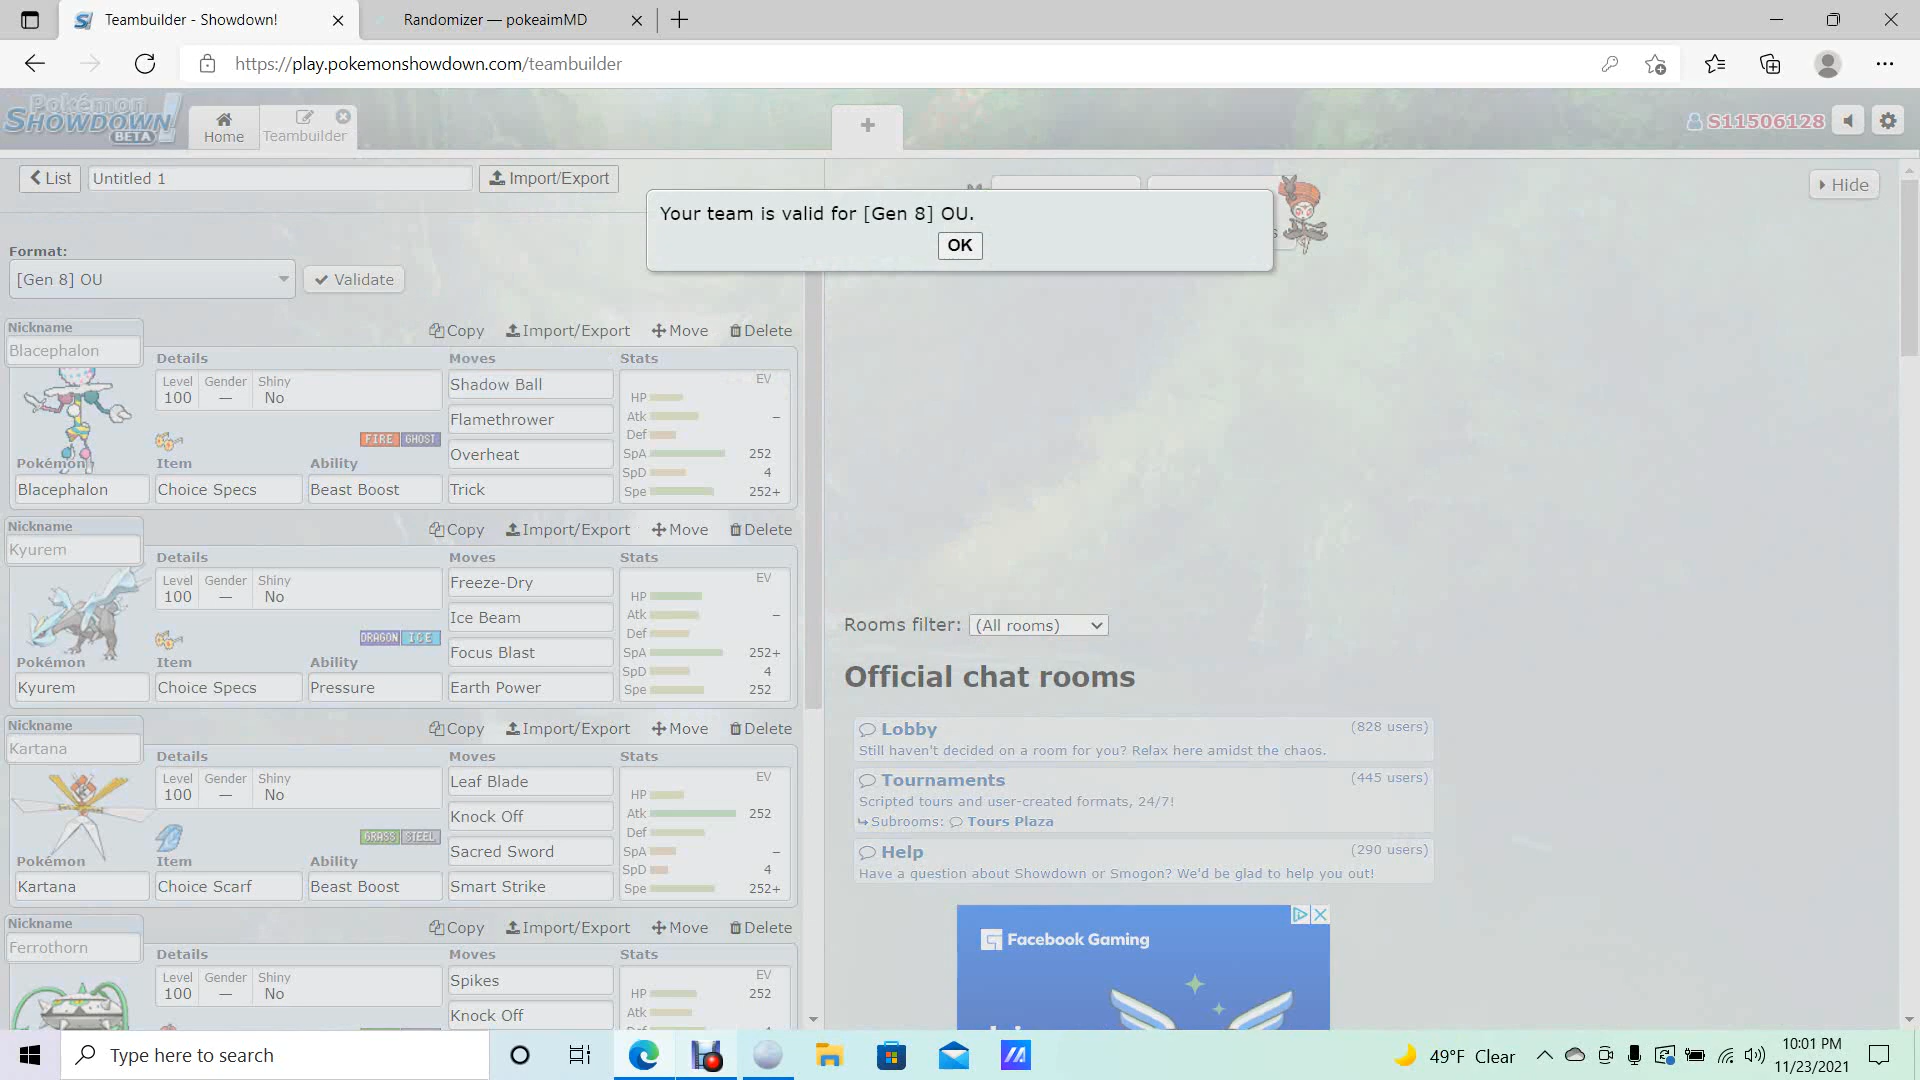 Teambuilder - Showdown!
Randomizer — pokeaimMD
https://play.pokemonshowdown.com/teambuilder
Pokémon
SHOWDOWN!
BETA
Home
Teambuilder
S11506128
List
Untitled 1
Import/Export
Hide
Your team is valid for [Gen 8] OU.
OK
Format:
[Gen 8] OU
Validate
Nickname
Blacephalon
Copy Import/Export Move Delete
Details
Moves
Stats
Level Gender Shiny
100 — No
FIRE GHOST
Pokémon Item Ability
Blacephalon Choice Specs Beast Boost
Shadow Ball
Flamethrower
Overheat
Trick
EV
HP
Atk –
Def
SpA 252
SpD 4
Spe 252+
Nickname
Kyurem
Copy Import/Export Move Delete
Details
Moves
Stats
Level Gender Shiny
100 — No
DRAGON ICE
Pokémon Item Ability
Kyurem Choice Specs Pressure
Freeze-Dry
Ice Beam
Focus Blast
Earth Power
EV
HP
Atk –
Def
SpA 252+
SpD 4
Spe 252
Nickname
Kartana
Copy Import/Export Move Delete
Details
Moves
Stats
Level Gender Shiny
100 — No
GRASS STEEL
Pokémon Item Ability
Kartana Choice Scarf Beast Boost
Leaf Blade
Knock Off
Sacred Sword
Smart Strike
EV
HP
Atk 252
Def
SpA –
SpD 4
Spe 252+
Nickname
Ferrothorn
Copy Import/Export Move Delete
Details
Moves
Stats
Level Gender Shiny
100 — No
Spikes
Knock Off
EV
HP 252
Atk
Rooms filter: (All rooms)
Official chat rooms
Lobby (828 users)
Still haven't decided on a room for you? Relax here amidst the chaos.
Tournaments (445 users)
Scripted tours and user-created formats, 24/7!
Subrooms: Tours Plaza
Help (290 users)
Have a question about Showdown or Smogon? We'd be glad to help you out!
Facebook Gaming
Type here to search
49°F Clear
10:01 PM
11/23/2021